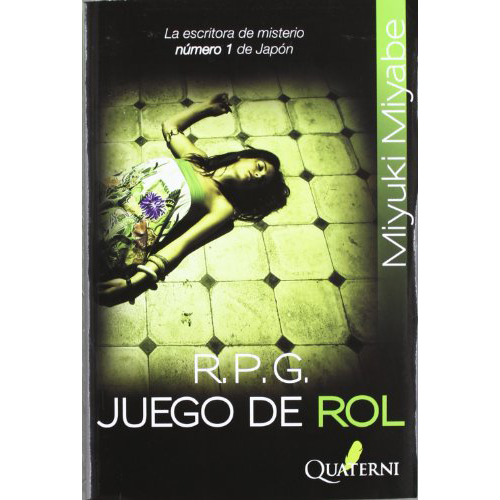 La escritora de misterio
número 1 de Japón
Miyuki Miyabe
R.P.G.
JUEGO DE ROL
QUATERNI